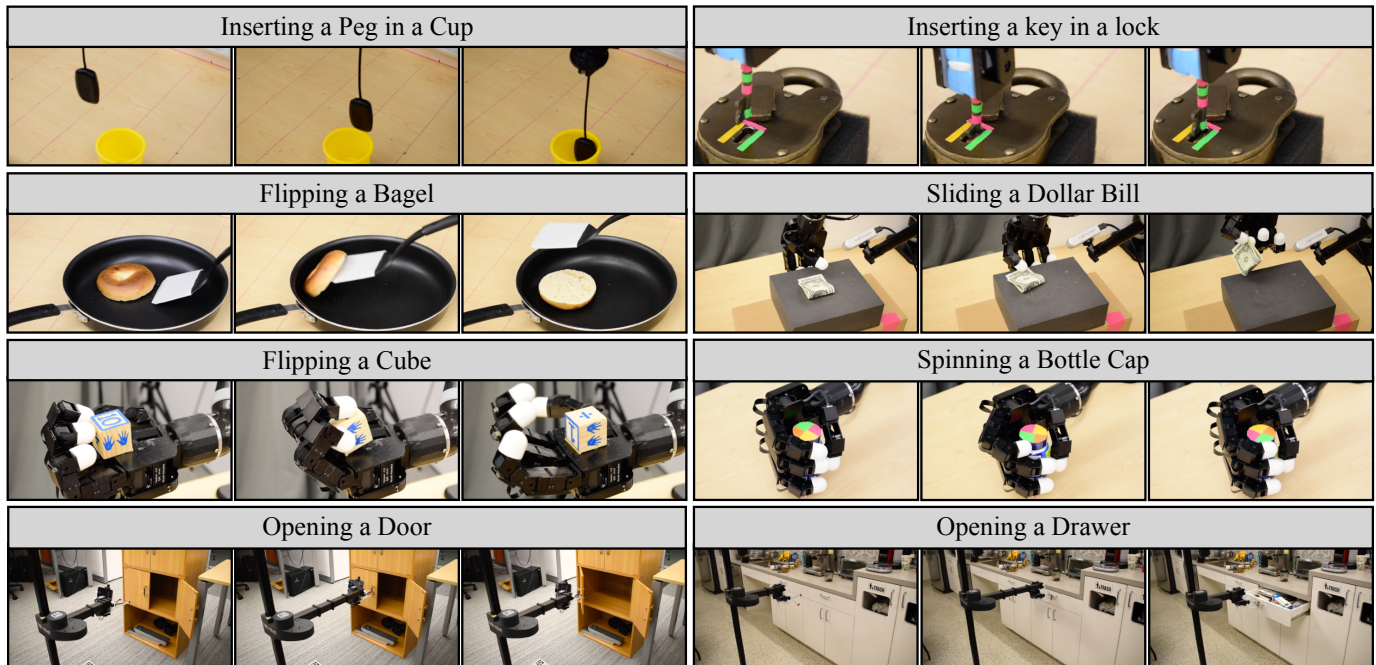 Inserting a Peg in a Cup
Inserting a key in a lock
Flipping a Bagel
Sliding a Dollar Bill
Flipping a Cube
Spinning a Bottle Cap
Opening a Door
Opening a Drawer
TRASH